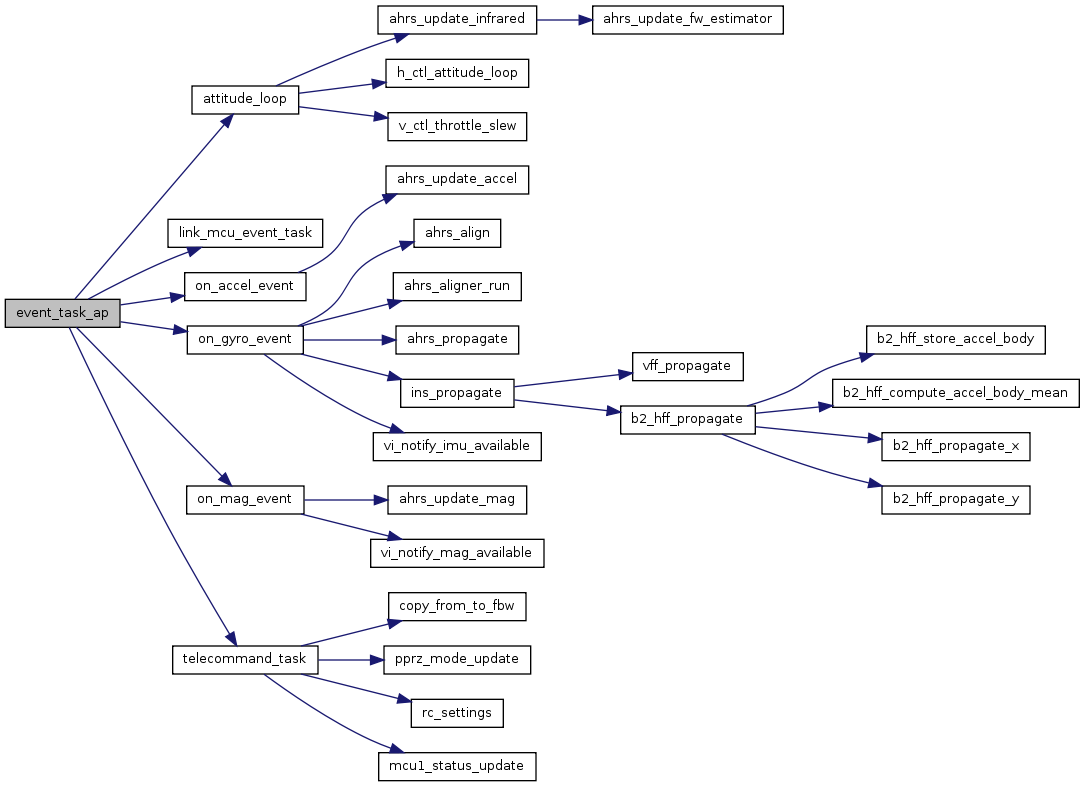 ahrs_update_infrared
ahrs_update_fw_estimator
h_ctl_attitude_loop
attitude_loop
v_ctl_throttle_slew
ahrs_update_accel
link_mcu_event_task
ahrs_align
on_accel_event
ahrs_aligner_run
event_task_ap
on_gyro_event
ahrs_propagate
b2_hff_store_accel_body
vff_propagate
ins_propagate
b2_hff_compute_accel_body_mean
b2_hff_propagate
vi_notify_imu_available
b2_hff_propagate_x
on_mag_event
ahrs_update_mag
b2_hff_propagate_y
vi_notify_mag_available
copy_from_to_fbw
telecommand_task
pprz_mode_update
rc_settings
mcu1_status_update